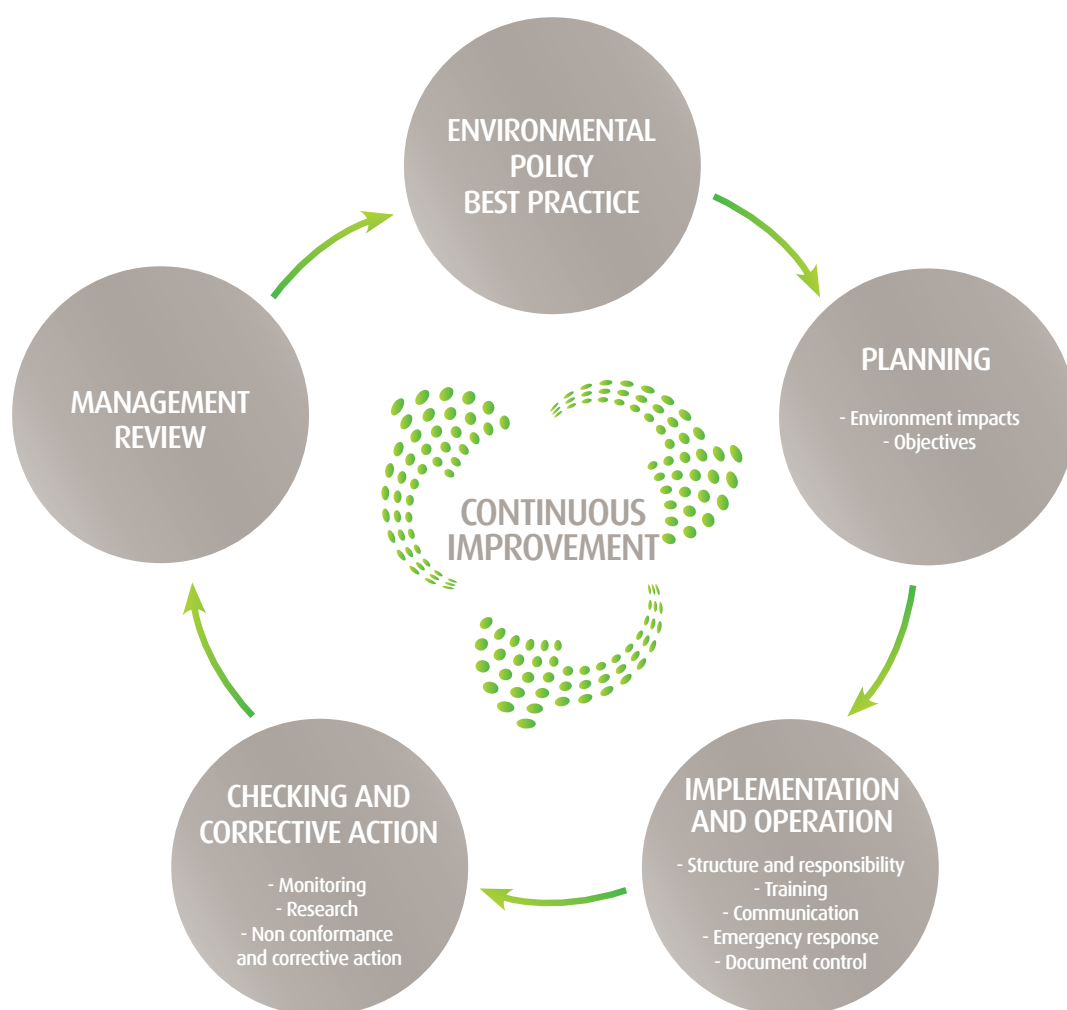 ENVIRONMENTAL
POLICY
BEST PRACTICE
PLANNING
- Environment impacts
- Objectives
IMPLEMENTATION
AND OPERATION
- Structure and responsibility
- Training
- Communication
- Emergency response
- Document control
CHECKING AND
CORRECTIVE ACTION
- Monitoring
- Research
- Non conformance
and corrective action
MANAGEMENT
REVIEW
CONTINUOUS
IMPROVEMENT